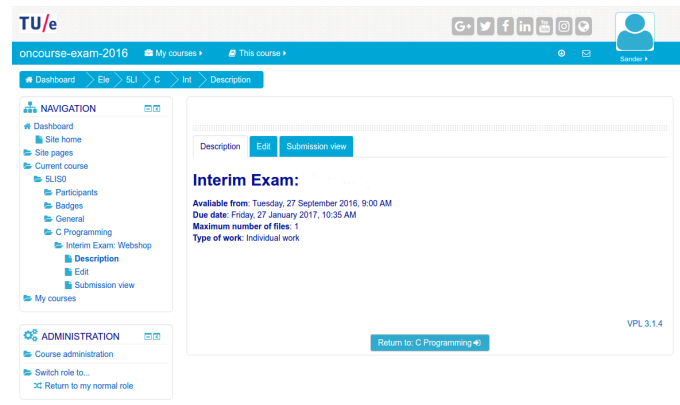 TU/e
G+ f in You Tube
oncourse-exam-2016 My courses This course
Sander
Dashboard Ele 5LI C Int Description
NAVIGATION
Dashboard
Site home
Site pages
Current course
5LIS0
Participants
Badges
General
C Programming
Interim Exam: Webshop
Description
Edit
Submission view
My courses
ADMINISTRATION
Course administration
Switch role to...
Return to my normal role
Description Edit Submission view
Interim Exam:
Avaliable from: Tuesday, 27 September 2016, 9:00 AM
Due date: Friday, 27 January 2017, 10:35 AM
Maximum number of files: 1
Type of work: Individual work
VPL 3.1.4
Return to: C Programming